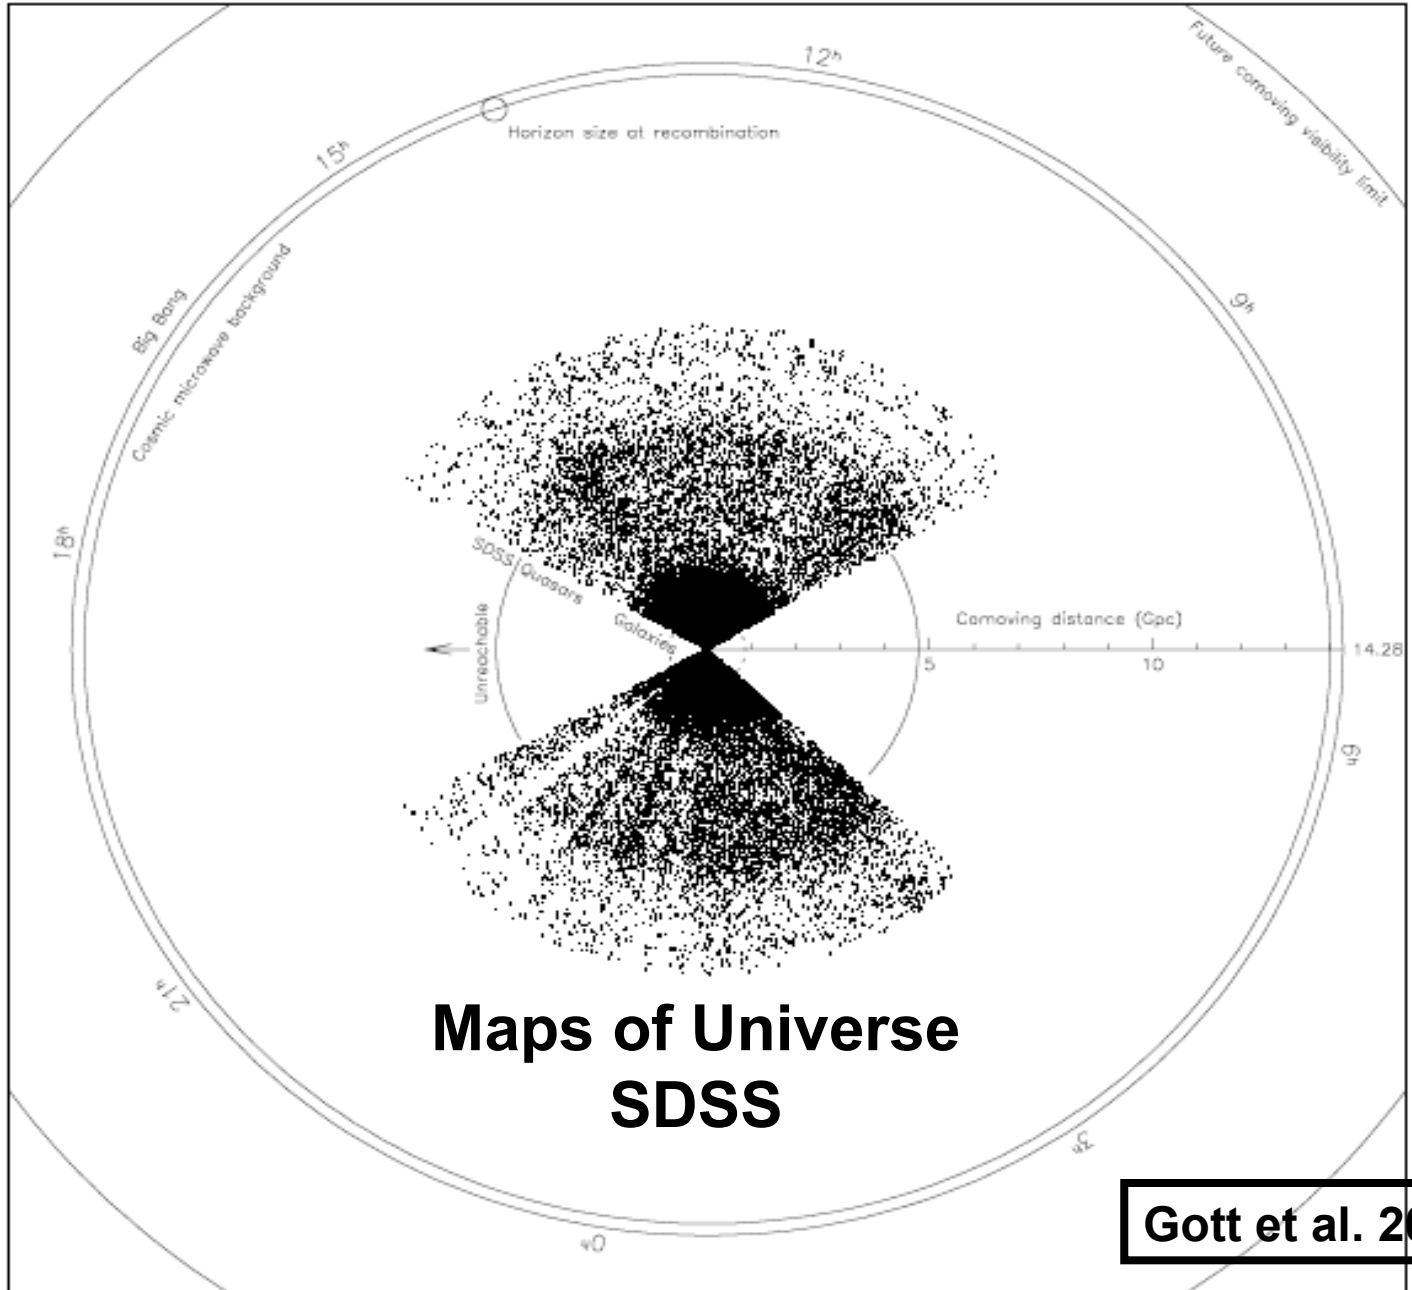 12h
Future comoving visibility limit
Horizon size at recombination
15h
9h
Big Bang
Cosmic microwave background
18h
SDSS Quasars
Galaxies
Unreachable
Comoving distance (Gpc)
5
10
14.28
6h
21h
Maps of Universe
SDSS
3h
0h
Gott et al.